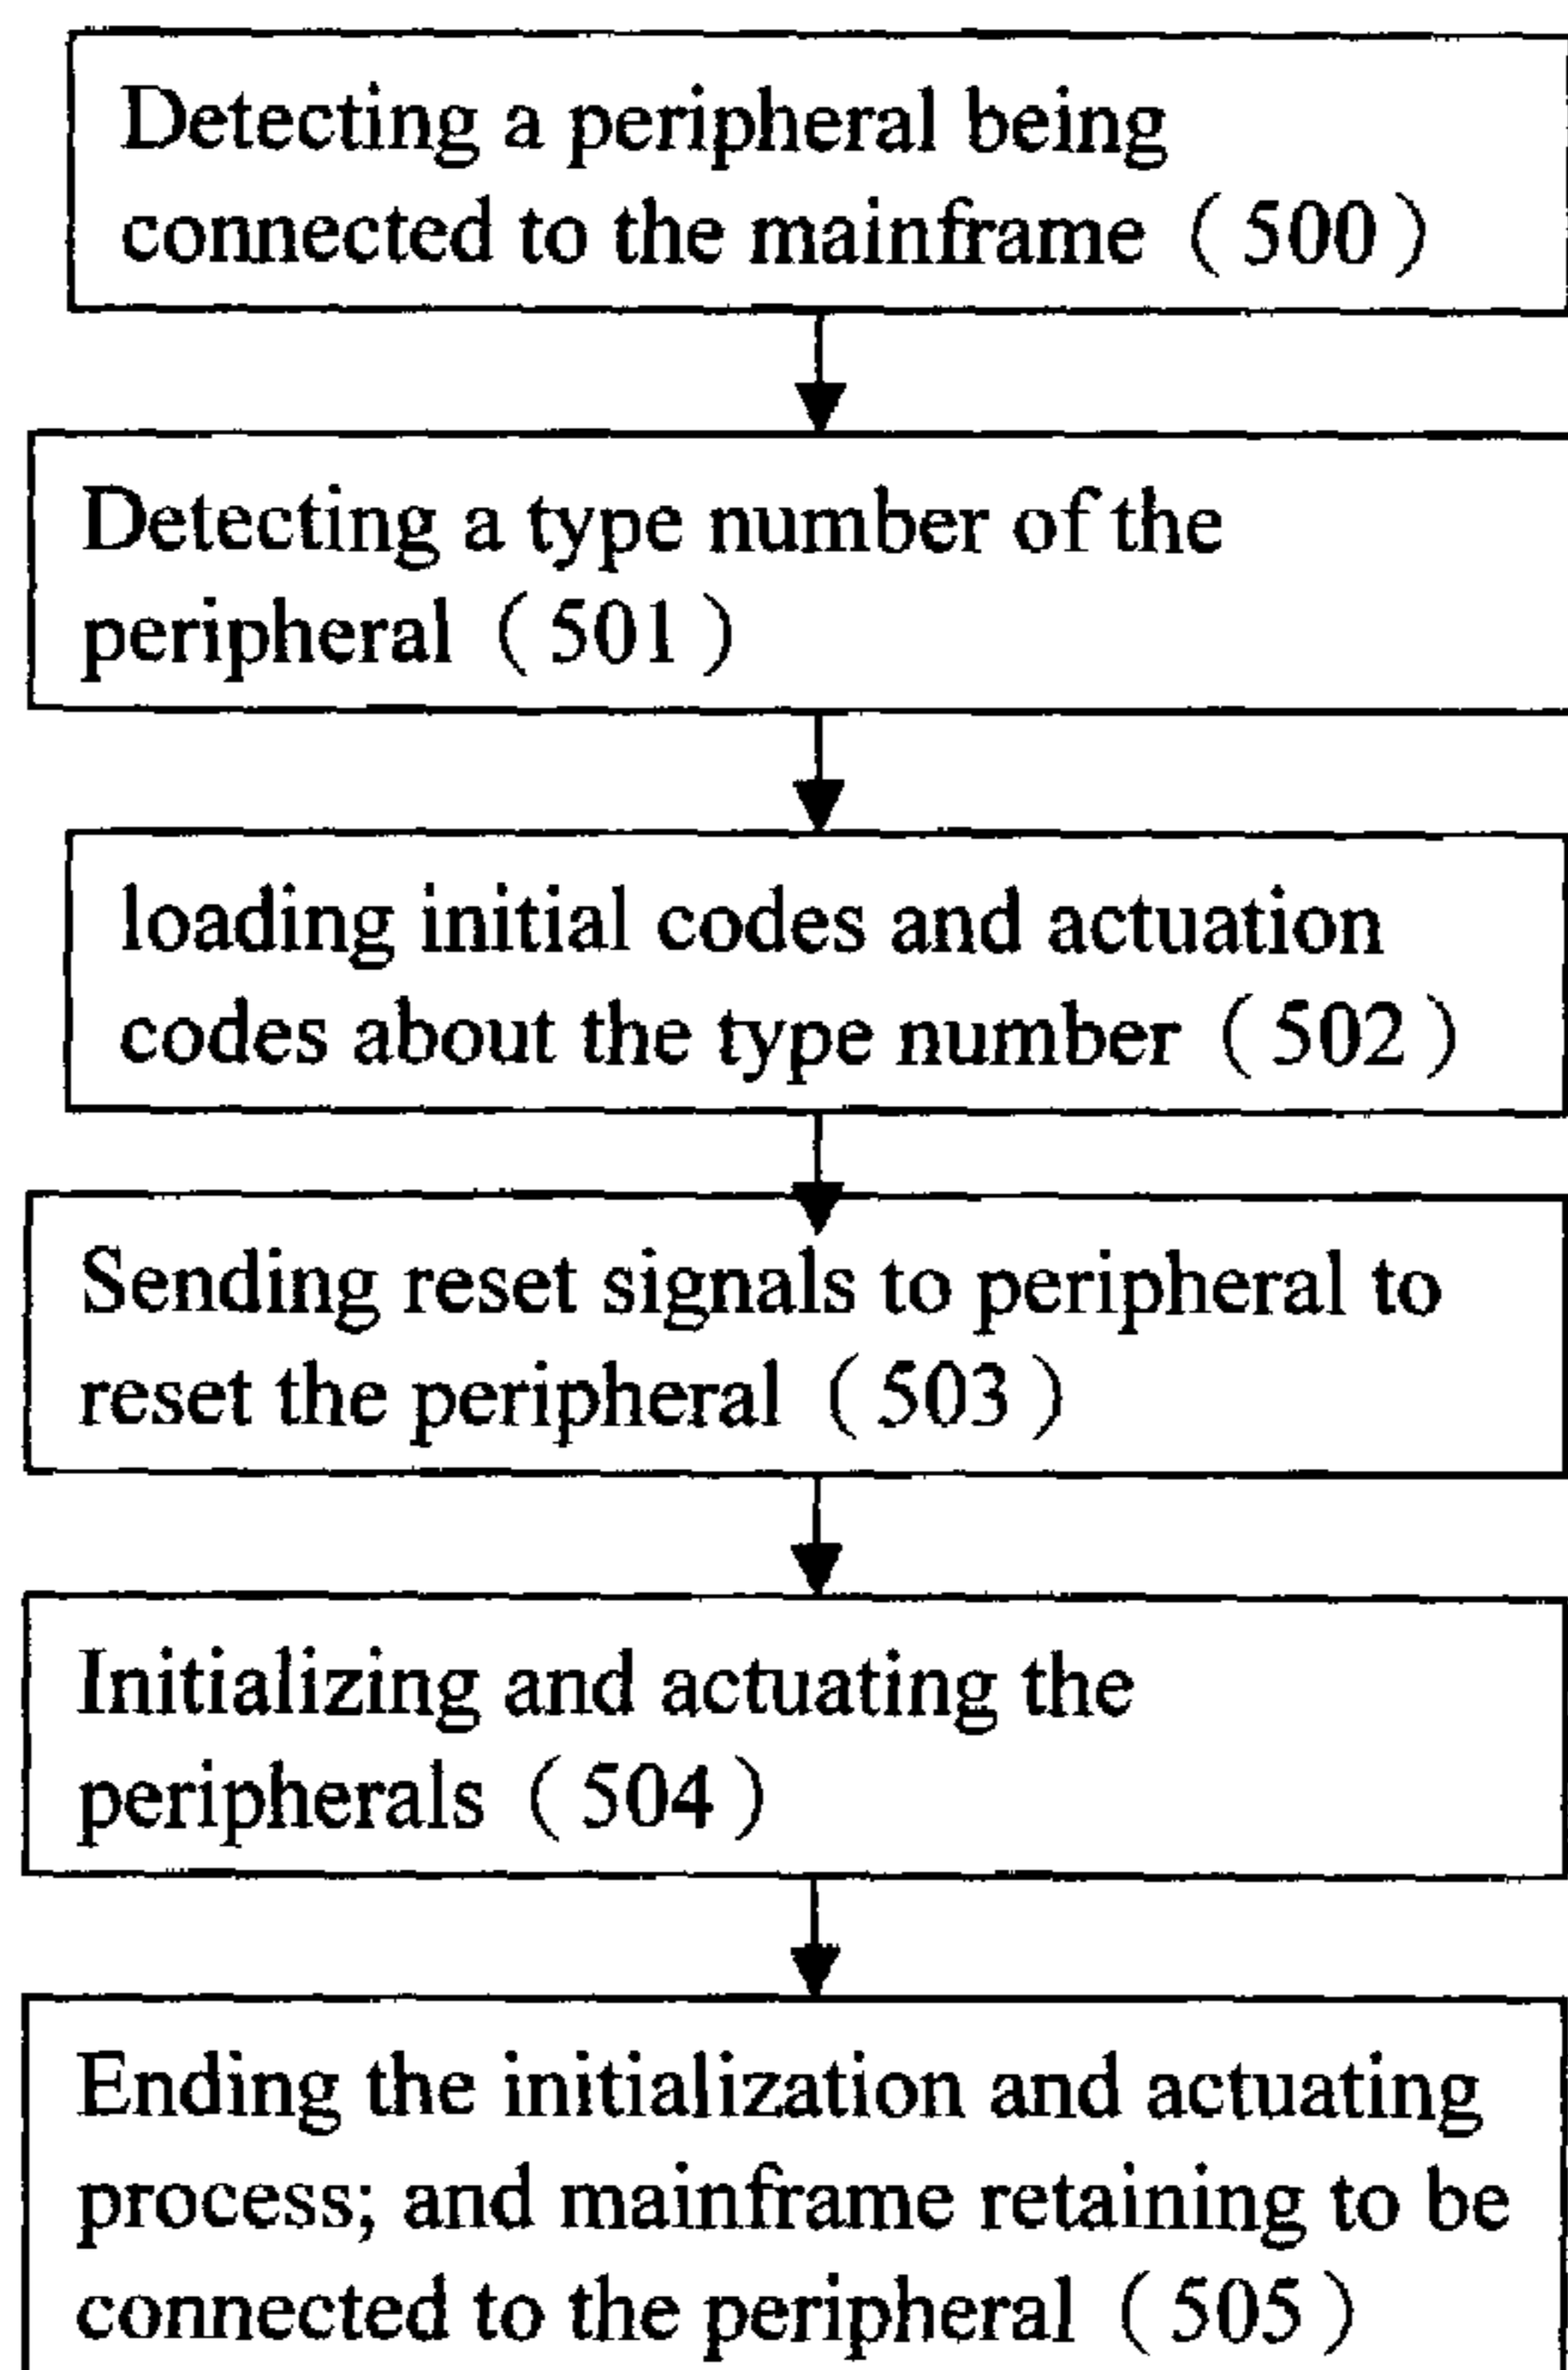 Detecting a peripheral being
connected to the mainframe (500)
Detecting a type number of the
peripheral (501)
loading initial codes and actuation
codes about the type number (502)
Sending reset signals to peripheral to
reset the peripheral (503)
Initializing and actuating the
peripherals (504)
Ending the initialization and actuating
process; and mainframe retaining to be
connected to the peripheral (505)